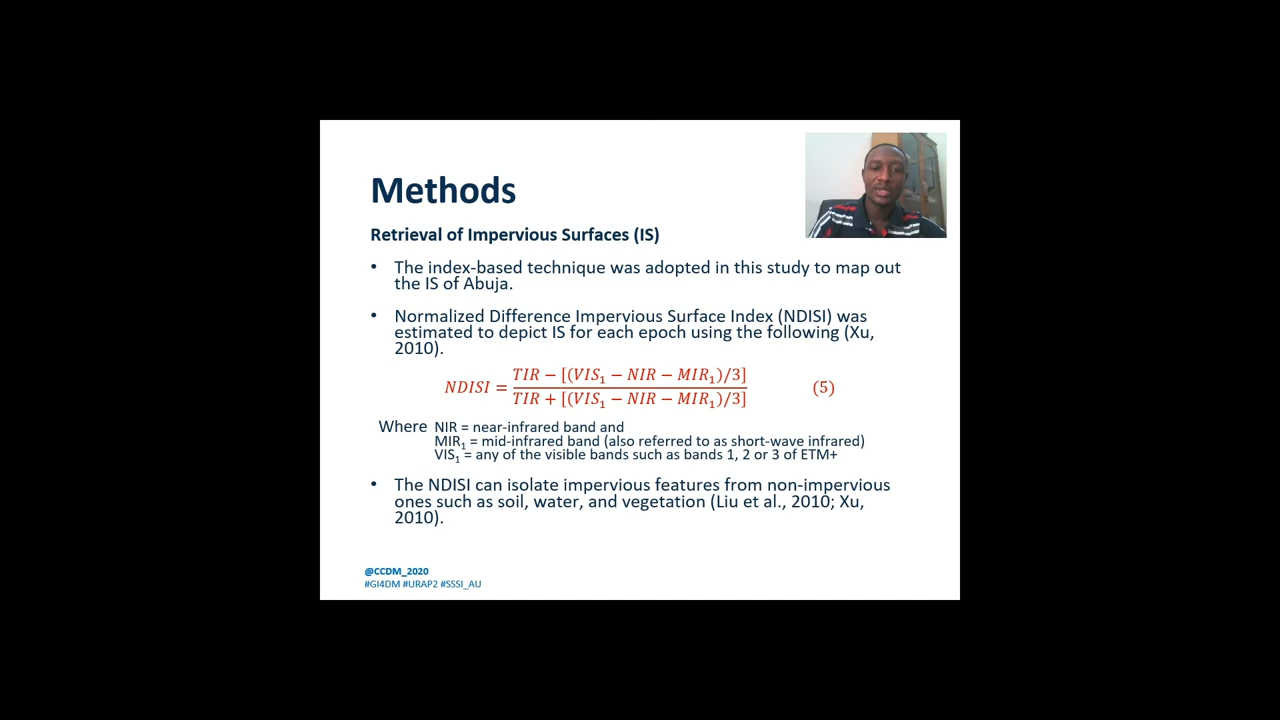 Methods
Retrieval of Impervious Surfaces (IS)
• The index-based technique was adopted in this study to map out
the IS of Abuja.
• Normalized Difference Impervious Surface Index (NDISI) was
estimated to depict IS for each epoch using the following (Xu,
2010).
NDISI = TIR − [(VIS₁ − NIR − MIR₁)/3] / TIR + [(VIS₁ − NIR − MIR₁)/3] (5)
Where NIR = near-infrared band and
MIR₁ = mid-infrared band (also referred to as short-wave infrared)
VIS₁ = any of the visible bands such as bands 1, 2 or 3 of ETM+
• The NDISI can isolate impervious features from non-impervious
ones such as soil, water, and vegetation (Liu et al., 2010; Xu,
2010).
@CCDM_2020
#GI4DM #URAP2 #SSSI_AU